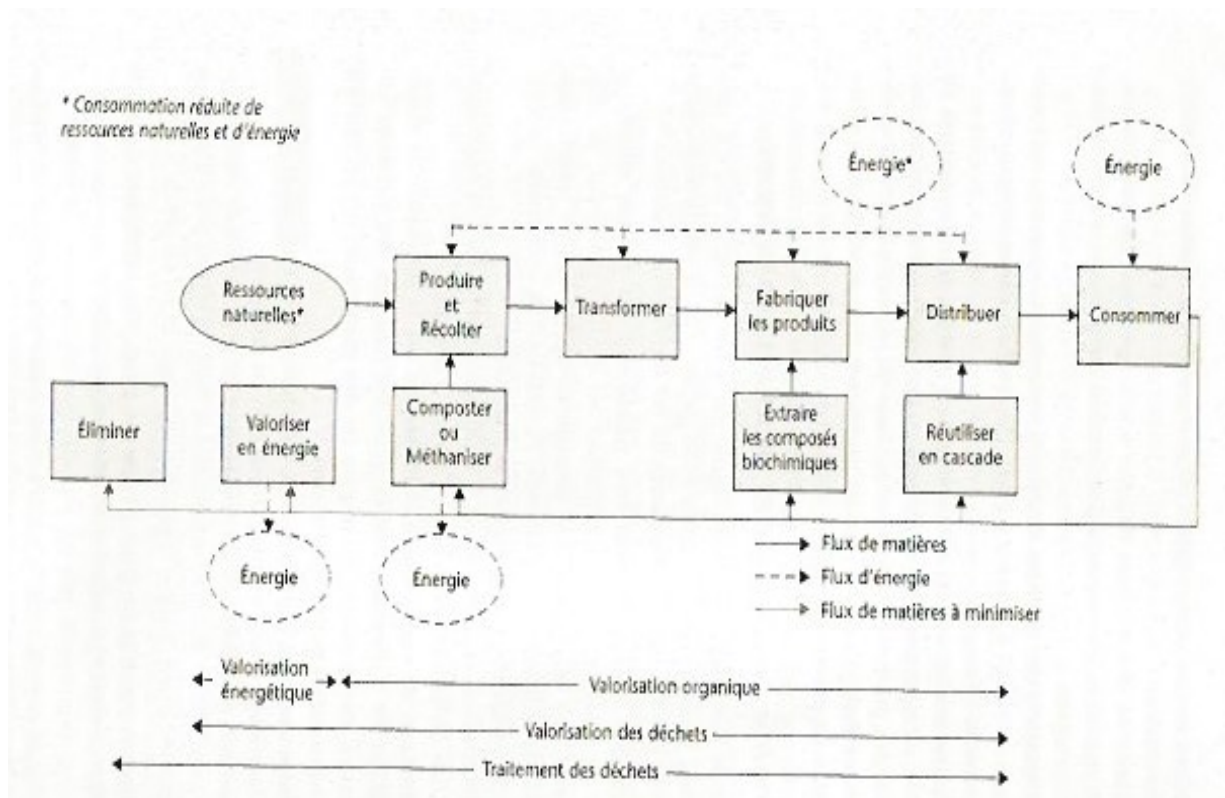 * Consommation réduite de
ressources naturelles et d'énergie
Énergie*
Énergie
Ressources
naturelles*
Produire
et
Récolter
Transformer
Fabriquer
les produits
Distribuer
Consommer
Éliminer
Valoriser
en énergie
Composter
ou
Méthaniser
Extraire
les composés
biochimiques
Réutiliser
en cascade
Énergie
Énergie
Flux de matières
Flux d'énergie
Flux de matières à minimiser
Valorisation
énergétique
Valorisation organique
Valorisation des déchets
Traitement des déchets